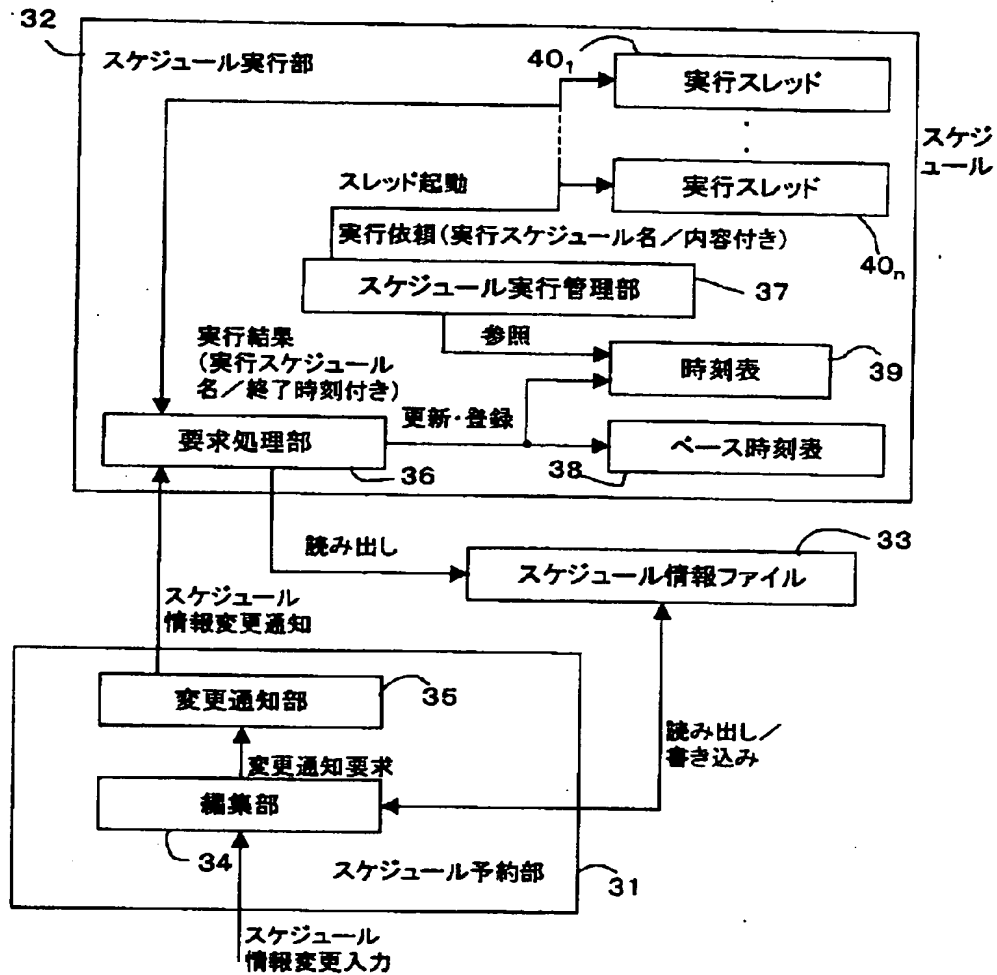 32
スケジュール実行部
40₁
実行スレッド
スケジ
ュール
スレッド起動
実行スレッド
40ₙ
実行依頼(実行スケジュール名/内容付き)
スケジュール実行管理部
37
実行結果
(実行スケジュール
名/終了時刻付き)
参照
時刻表
39
更新・登録
要求処理部
36
38
ベース時刻表
読み出し
33
スケジュール情報ファイル
スケジュール
情報変更通知
変更通知部
35
変更通知要求
読み出し/
書き込み
編集部
34
スケジュール予約部
31
スケジュール
情報変更入力